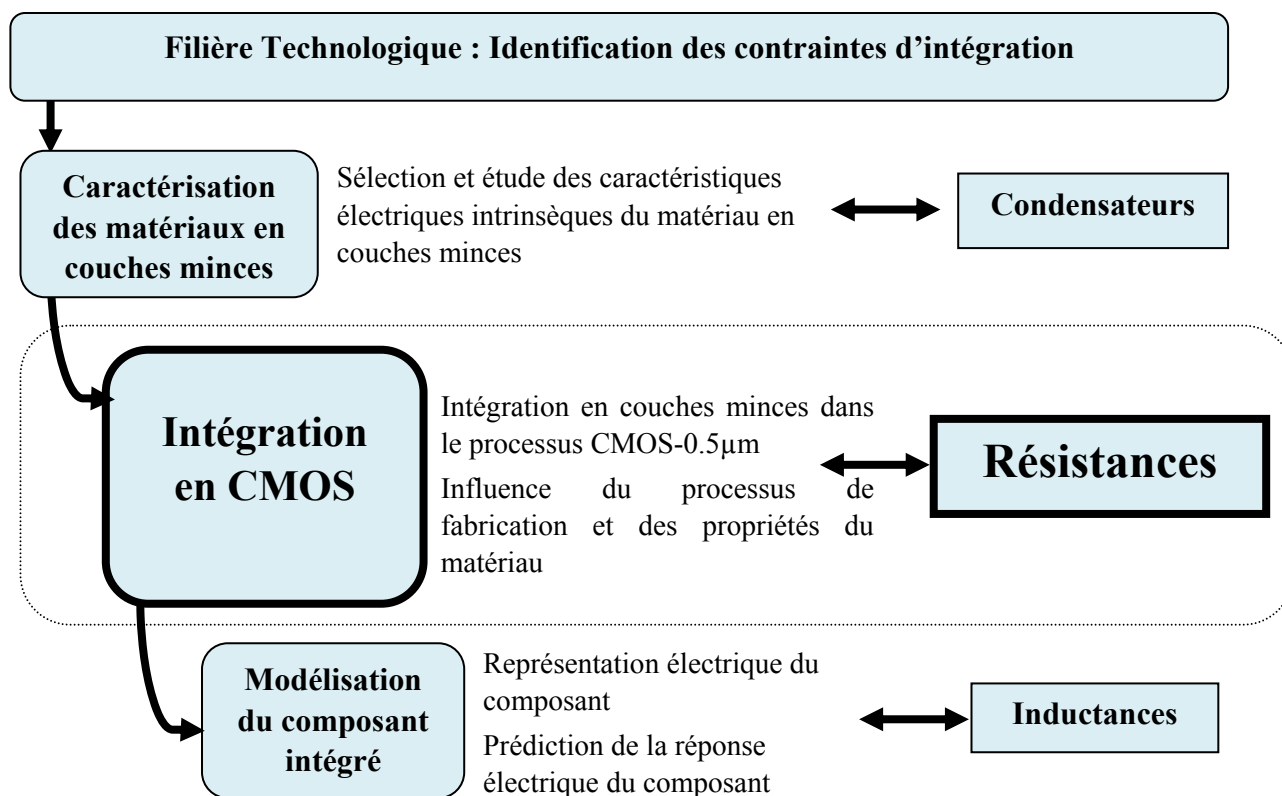 Filière Technologique : Identification des contraintes d’intégration
Caractérisation
des matériaux en
couches minces
Sélection et étude des caractéristiques
électriques intrinsèques du matériau en
couches minces
Condensateurs
Intégration
en CMOS
Intégration en couches minces dans
le processus CMOS-0.5µm
Influence du processus de
fabrication et des propriétés du
matériau
Résistances
Modélisation
du composant
intégré
Représentation électrique du
composant
Prédiction de la réponse
électrique du composant
Inductances